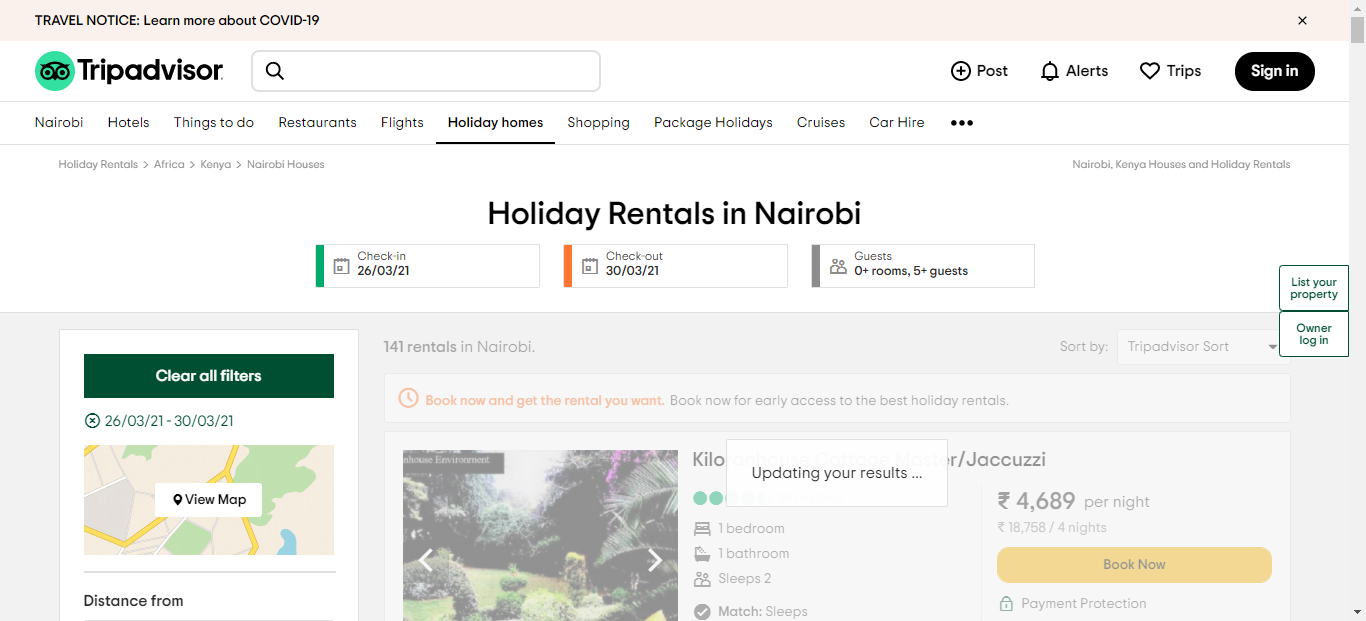 TRAVEL NOTICE: Learn more about COVID-19
Tripadvisor
Post
Alerts
Trips
Sign in
Nairobi
Hotels
Things to do
Restaurants
Flights
Holiday homes
Shopping
Package Holidays
Cruises
Car Hire
Holiday Rentals > Africa > Kenya > Nairobi Houses
Nairobi, Kenya Houses and Holiday Rentals
Holiday Rentals in Nairobi
Check-in
26/03/21
Check-out
30/03/21
Guests
0+ rooms, 5+ guests
List your
property
Owner
log in
Clear all filters
26/03/21 - 30/03/21
View Map
Distance from
141 rentals in Nairobi.
Sort by:
Tripadvisor Sort
Book now and get the rental you want. Book now for early access to the best holiday rentals.
Updating your results ...
nhouse Environment
Cottage Master/Jaccuzzi
1 bedroom
1 bathroom
Sleeps 2
Match: Sleeps
₹ 4,689 per night
₹ 18,758 / 4 nights
Book Now
Payment Protection